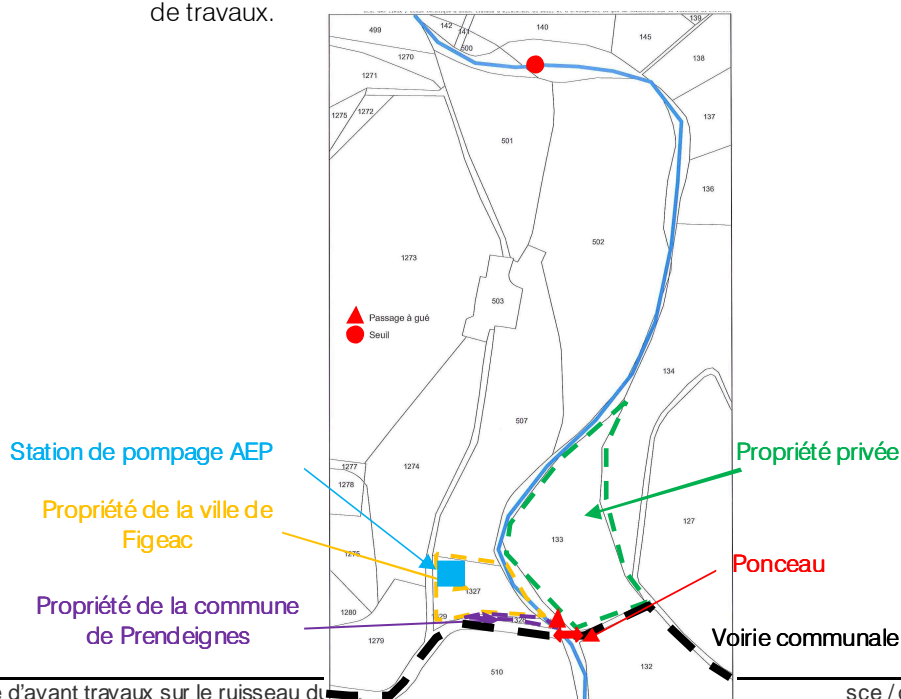 de travaux.
499
142
141
500
140
145
139
138
1270
1271
1275
1272
137
501
136
502
1273
503
Passage à gué
Seuil
134
507
Station de pompage AEP
Propriété privée
1277
1274
1278
Propriété de la ville de
Figeac
127
133
Ponceau
1327
Propriété de la commune
de Prendeignes
1280
1279
Voirie communale
510
132
e d'avant travaux sur le ruisseau du
sce /